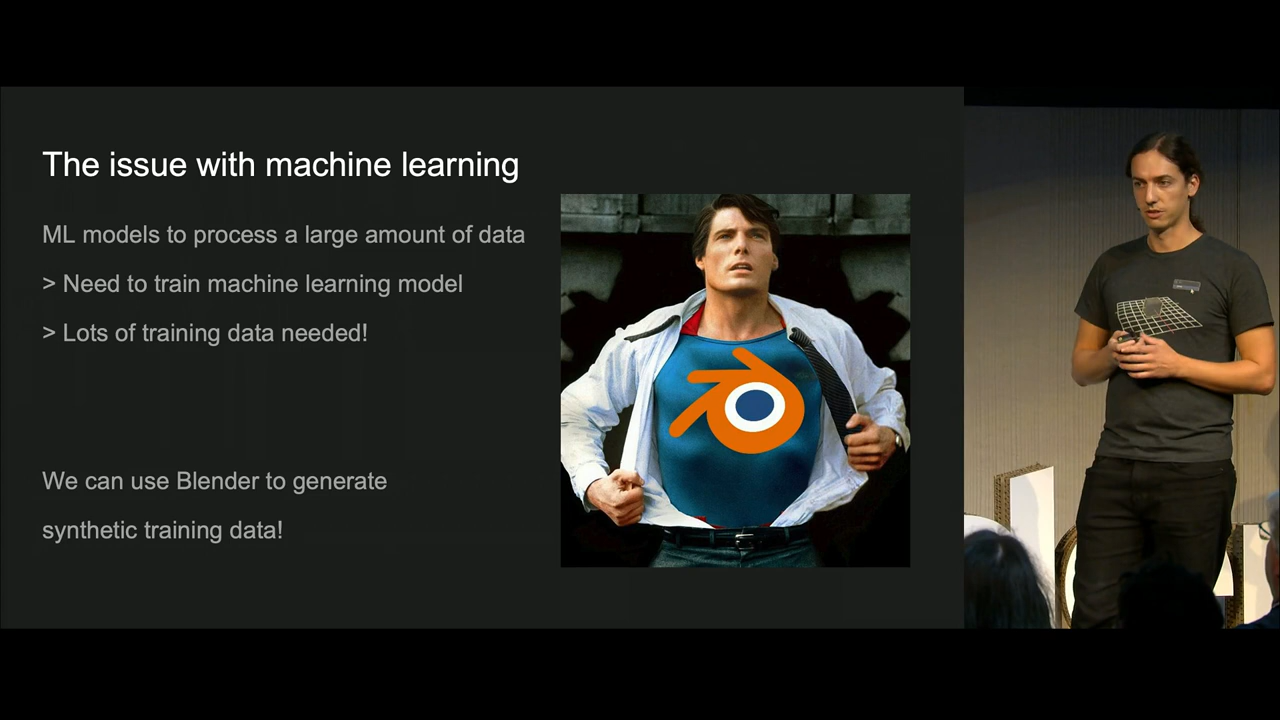 The issue with machine learning
ML models to process a large amount of data
> Need to train machine learning model
> Lots of training data needed!
We can use Blender to generate
synthetic training data!